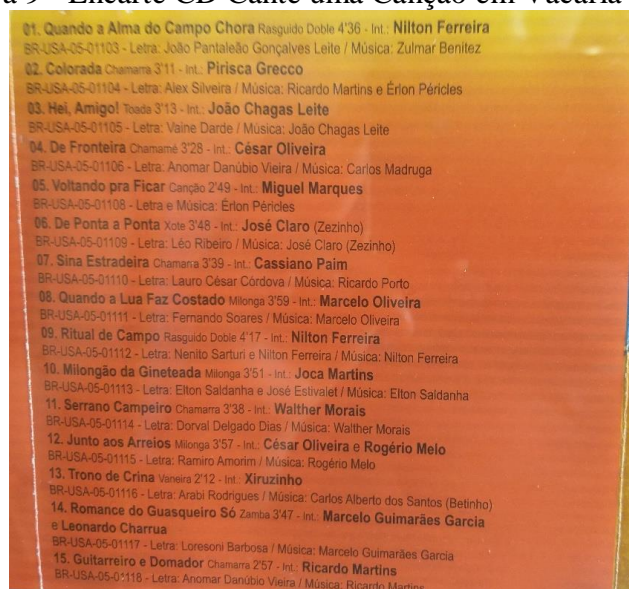 a 9 - Encarte CD Cante uma Canção em Vacaria
01. Quando a Alma do Campo Chora Rasguido Doble 4'36 - Int.: Nilton Ferreira
BR-USA-05-01103 - Letra: João Pantaleão Gonçalves Leite / Música: Zulmar Benitez
02. Colorada Chamarra 3'11 - Int.: Pirisca Grecco
BR-USA-05-01104 - Letra: Alex Silveira / Música: Ricardo Martins e Érlon Péricles
03. Hei, Amigo! Toada 3'13 - Int.: João Chagas Leite
BR-USA-05-01105 - Letra: Vaine Darde / Música: João Chagas Leite
04. De Fronteira Chamamé 3'28 - Int.: César Oliveira
BR-USA-05-01106 - Letra: Anomar Danúbio Vieira / Música: Carlos Madruga
05. Voltando pra Ficar Canção 2'49 - Int.: Miguel Marques
BR-USA-05-01108 - Letra e Música: Érlon Péricles
06. De Ponta a Ponta Xote 3'48 - Int.: José Claro (Zezinho)
BR-USA-05-01109 - Letra: Léo Ribeiro / Música: José Claro (Zezinho)
07. Sina Estradeira Chamarra 3'39 - Int.: Cassiano Paim
BR-USA-05-01110 - Letra: Lauro César Córdova / Música: Ricardo Porto
08. Quando a Lua Faz Costado Milonga 3'59 - Int.: Marcelo Oliveira
BR-USA-05-01111 - Letra: Fernando Soares / Música: Marcelo Oliveira
09. Ritual de Campo Rasguido Doble 4'17 - Int.: Nilton Ferreira
BR-USA-05-01112 - Letra: Nenito Sarturi e Nilton Ferreira / Música: Nilton Ferreira
10. Milongão da Gineteada Milonga 3'51 - Int.: Joca Martins
BR-USA-05-01113 - Letra: Elton Saldanha e José Estivalet / Música: Elton Saldanha
11. Serrano Campeiro Chamarra 3'38 - Int.: Walther Morais
BR-USA-05-01114 - Letra: Dorval Delgado Dias / Música: Walther Morais
12. Junto aos Arreios Milonga 3'57 - Int.: César Oliveira e Rogério Melo
BR-USA-05-01115 - Letra: Ramiro Amorim / Música: Rogério Melo
13. Trono de Crina Vaneira 2'12 - Int.: Xiruzinho
BR-USA-05-01116 - Letra: Arabi Rodrigues / Música: Carlos Alberto dos Santos (Betinho)
14. Romance do Guasqueiro Só Zamba 3'47 - Int.: Marcelo Guimarães Garcia
e Leonardo Charrua
BR-USA-05-01117 - Letra: Loresoni Barbosa / Música: Marcelo Guimarães Garcia
15. Guitarreiro e Domador Chamarra 2'57 - Int.: Ricardo Martins
BR-USA-05-01118 - Letra: Anomar Danúbio Vieira / Música: Ricardo Martins